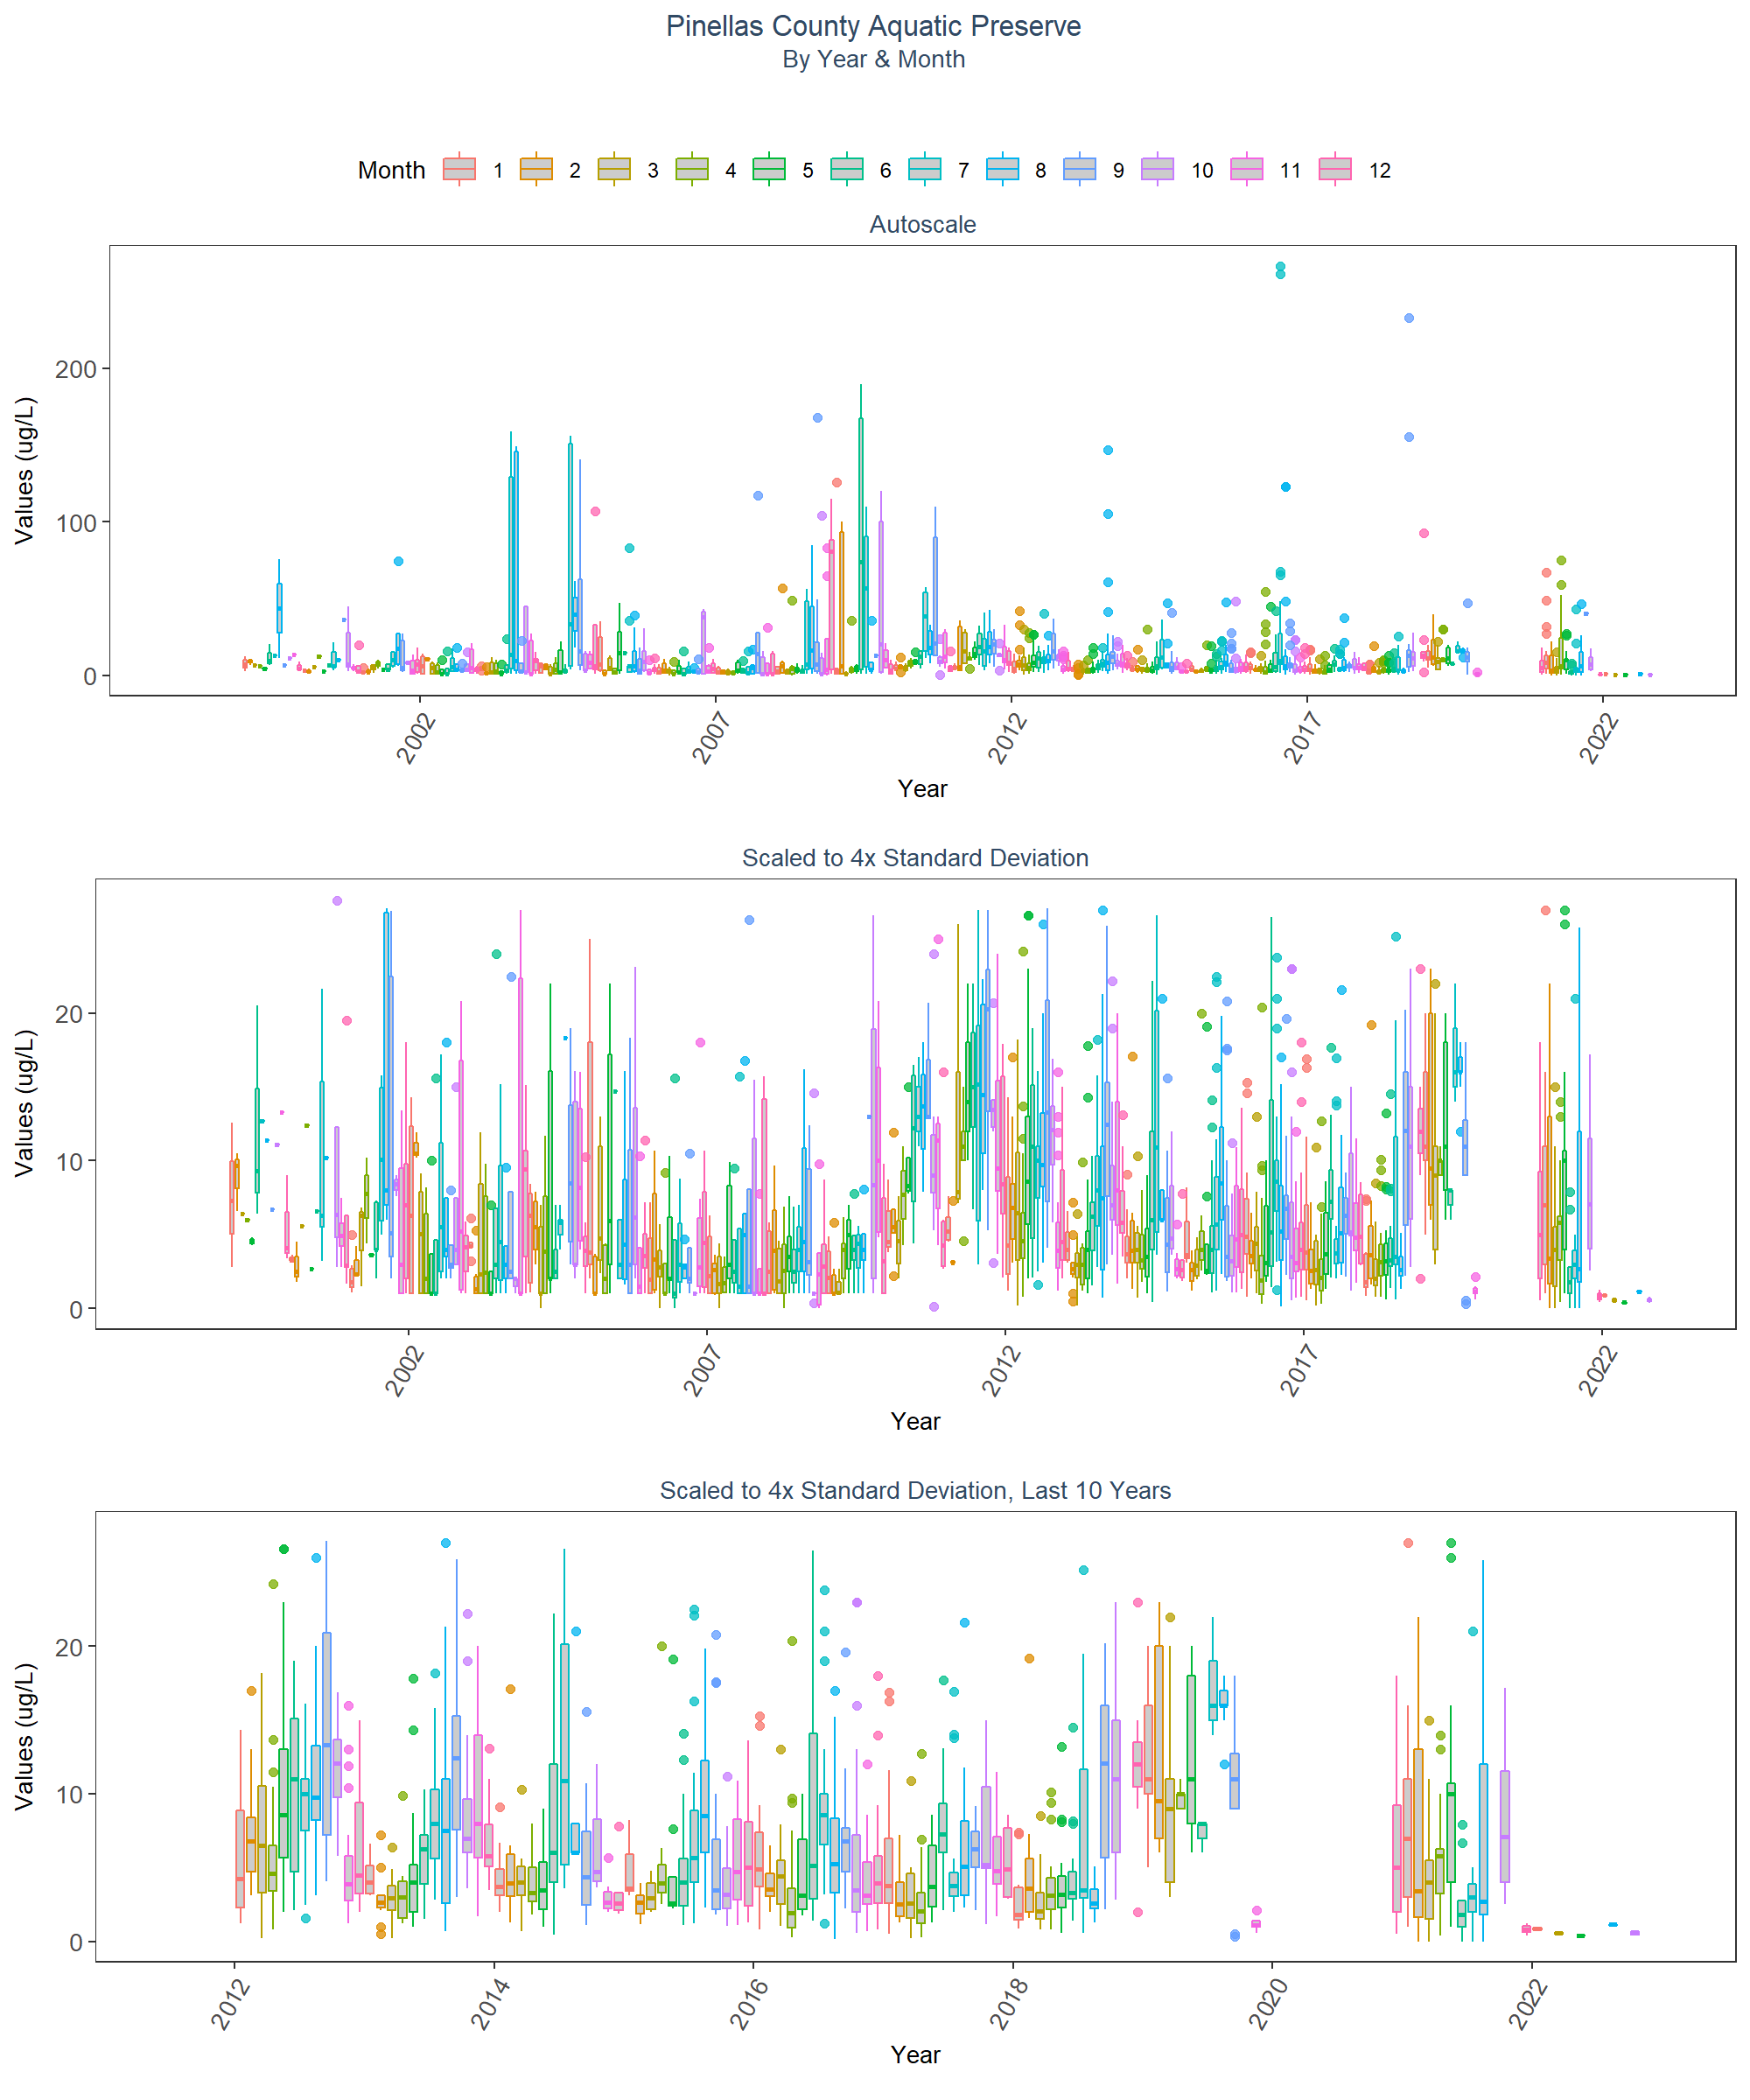 Pinellas County Aquatic Preserve
By Year & Month
Month 1 2 3 4 5 6 7 8 9 10 11 12
Autoscale
Values (ug/L)
200
100
0
2002 2007 2012 2017 2022
Year
Scaled to 4x Standard Deviation
Values (ug/L)
20
10
0
2002 2007 2012 2017 2022
Year
Scaled to 4x Standard Deviation, Last 10 Years
Values (ug/L)
20
10
0
2012 2014 2016 2018 2020 2022
Year